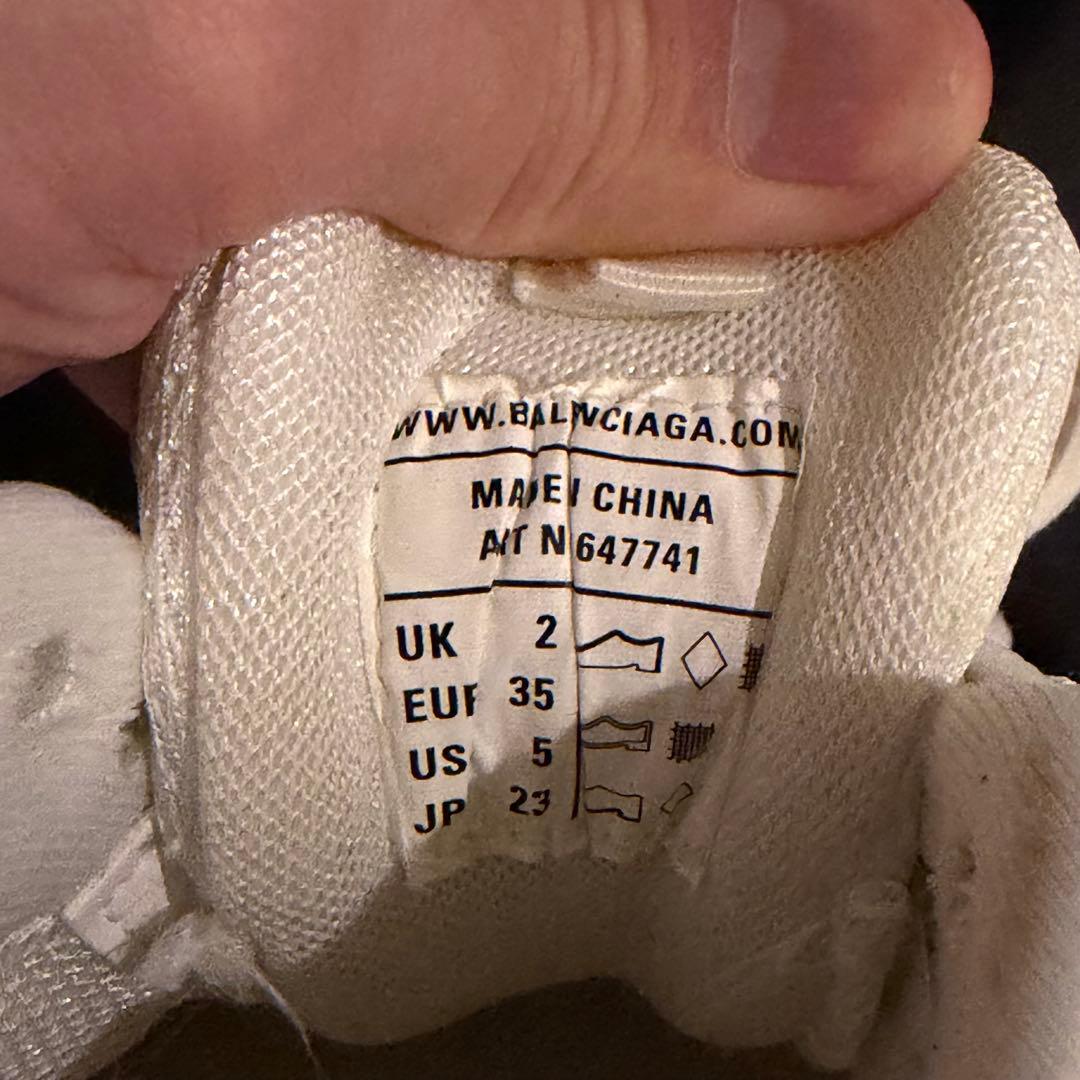 WWW.BALENCIAGA.COM
MADE IN CHINA
ART N 647741
UK 2
EUR 35
US 5
JP 23